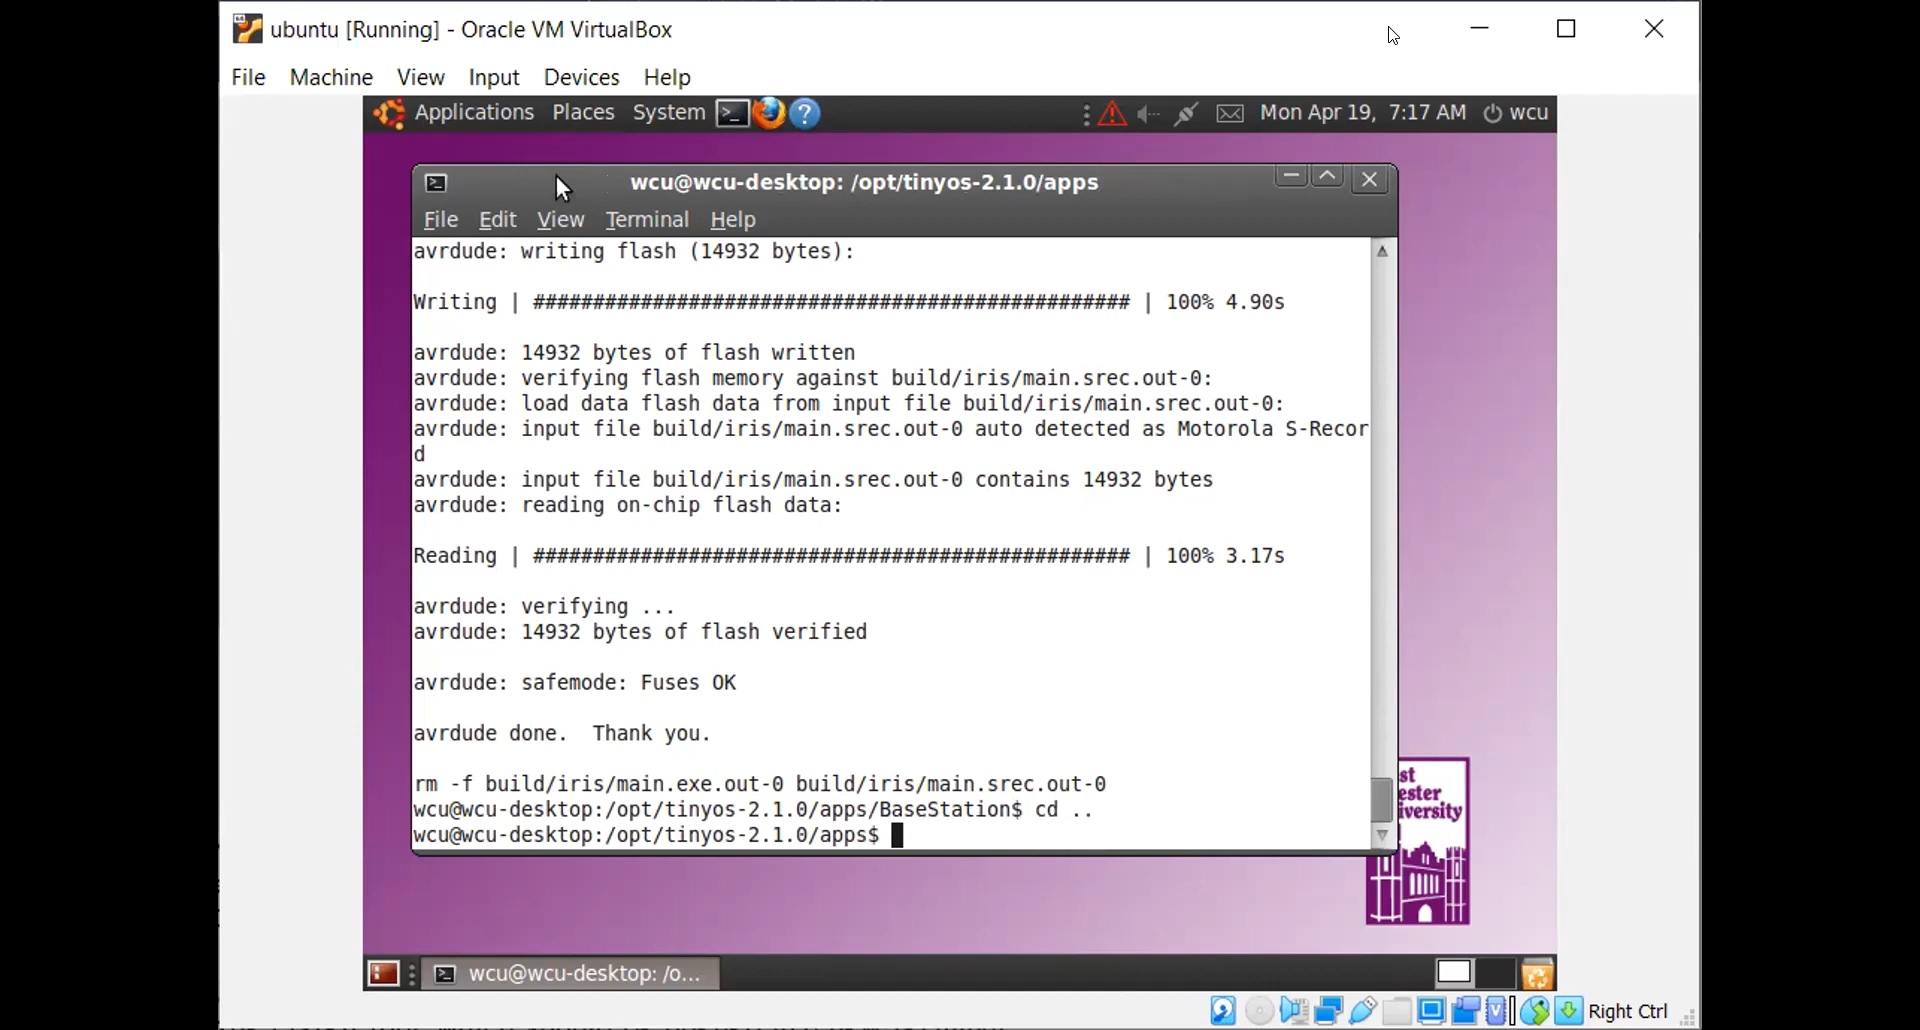 ubuntu [Running] - Oracle VM VirtualBox
File Machine View Input Devices Help
Applications Places System Mon Apr 19, 7:17 AM wcu
wcu@wcu-desktop: /opt/tinyos-2.1.0/apps
File Edit View Terminal Help
avrdude: writing flash (14932 bytes):
Writing | ################################################## | 100% 4.90s
avrdude: 14932 bytes of flash written
avrdude: verifying flash memory against build/iris/main.srec.out-0:
avrdude: load data flash data from input file build/iris/main.srec.out-0:
avrdude: input file build/iris/main.srec.out-0 auto detected as Motorola S-Recor
d
avrdude: input file build/iris/main.srec.out-0 contains 14932 bytes
avrdude: reading on-chip flash data:
Reading | ################################################## | 100% 3.17s
avrdude: verifying ...
avrdude: 14932 bytes of flash verified
avrdude: safemode: Fuses OK
avrdude done.  Thank you.
rm -f build/iris/main.exe.out-0 build/iris/main.srec.out-0
wcu@wcu-desktop:/opt/tinyos-2.1.0/apps/BaseStation$ cd ..
wcu@wcu-desktop:/opt/tinyos-2.1.0/apps$
st
ester
iversity
wcu@wcu-desktop: /o...
Right Ctrl